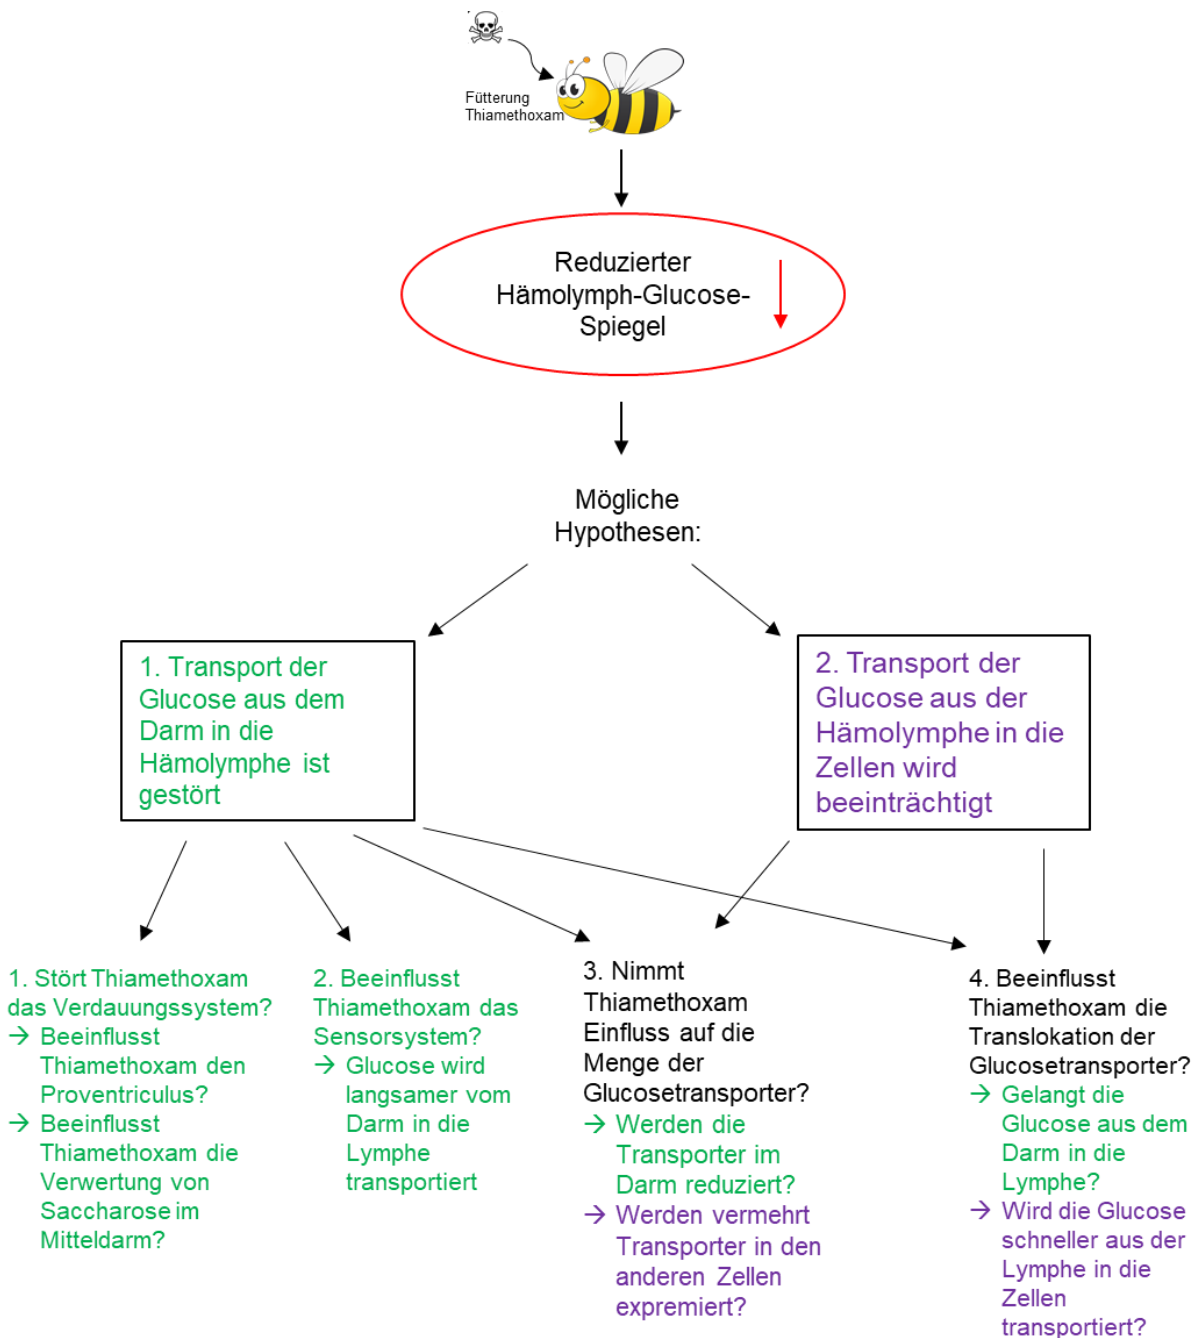 Fütterung
Thiamethoxam
Reduzierter
Hämolymph-Glucose-
Spiegel
Mögliche
Hypothesen:
1. Transport der
Glucose aus dem
Darm in die
Hämolymphe ist
gestört
2. Transport der
Glucose aus der
Hämolymphe in die
Zellen wird
beeinträchtigt
1. Stört Thiamethoxam
das Verdauungssystem?
→ Beeinflusst
Thiamethoxam den
Proventriculus?
→ Beeinflusst
Thiamethoxam die
Verwertung von
Saccharose im
Mitteldarm?
2. Beeinflusst
Thiamethoxam das
Sensorsystem?
→ Glucose wird
langsamer vom
Darm in die
Lymphe
transportiert
3. Nimmt
Thiamethoxam
Einfluss auf die
Menge der
Glucosetransporter?
→ Werden die
Transporter im
Darm reduziert?
→ Werden vermehrt
Transporter in den
anderen Zellen
expremiert?
4. Beeinflusst
Thiamethoxam die
Translokation der
Glucosetransporter?
→ Gelangt die
Glucose aus dem
Darm in die
Lymphe?
→ Wird die Glucose
schneller aus der
Lymphe in die
Zellen
transportiert?